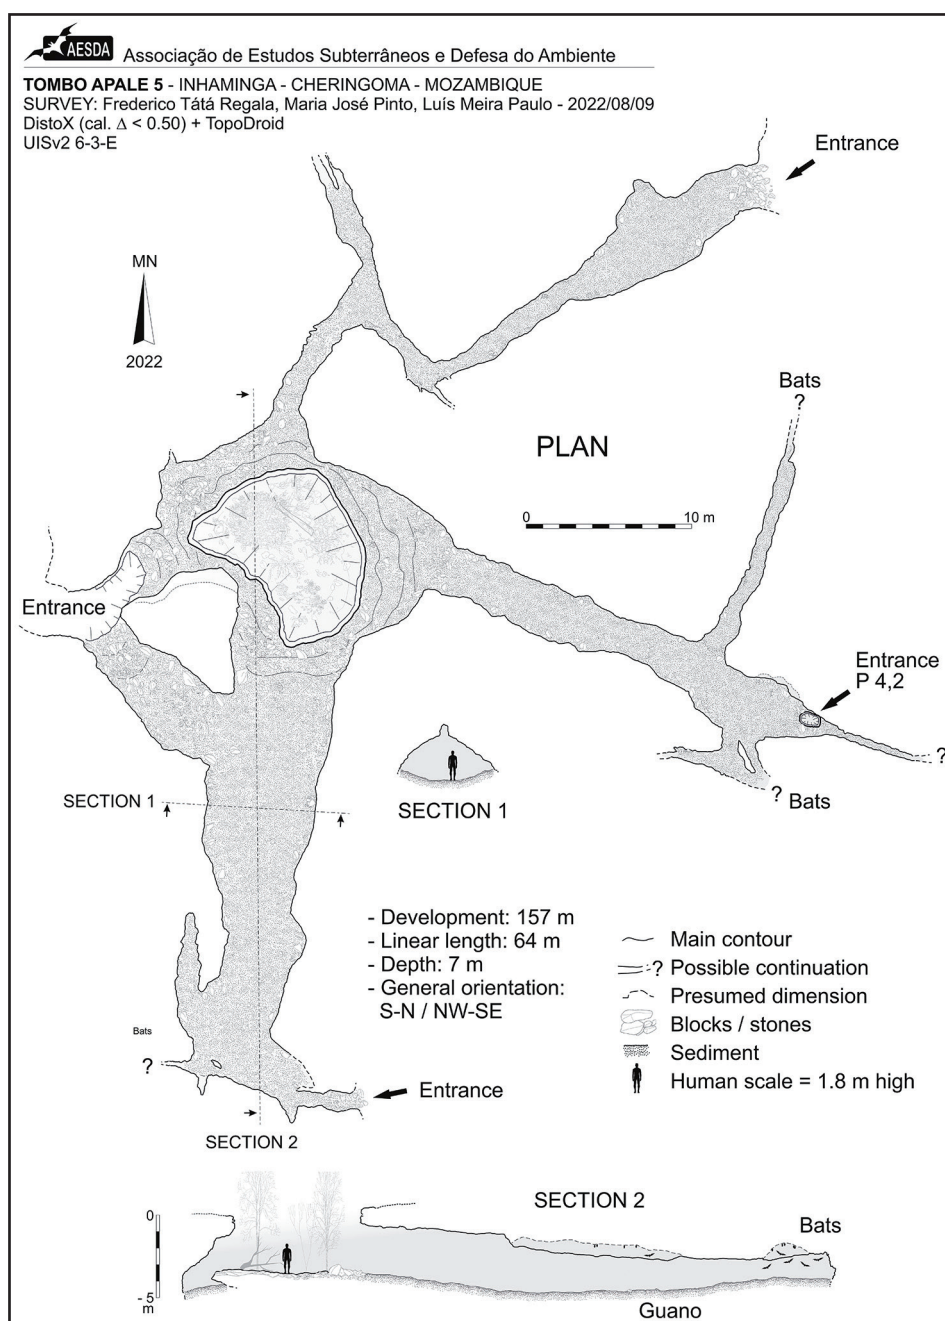 AESDA Associação de Estudos Subterrâneos e Defesa do Ambiente
TOMBO APALE 5 - INHAMINGA - CHERINGOMA - MOZAMBIQUE
SURVEY: Frederico Tátá Regala, Maria José Pinto, Luís Meira Paulo - 2022/08/09
DistoX (cal. Δ < 0.50) + TopoDroid
UISv2 6-3-E
Entrance
MN
2022
Bats
?
PLAN
0 10 m
Entrance
Entrance
P 4,2
?
? Bats
SECTION 1
SECTION 1
- Development: 157 m
- Linear length: 64 m
- Depth: 7 m
- General orientation:
S-N / NW-SE
Main contour
? Possible continuation
Presumed dimension
Blocks / stones
Sediment
Human scale = 1.8 m high
Bats
?
Entrance
SECTION 2
SECTION 2
0
Bats
- 5
m
Guano